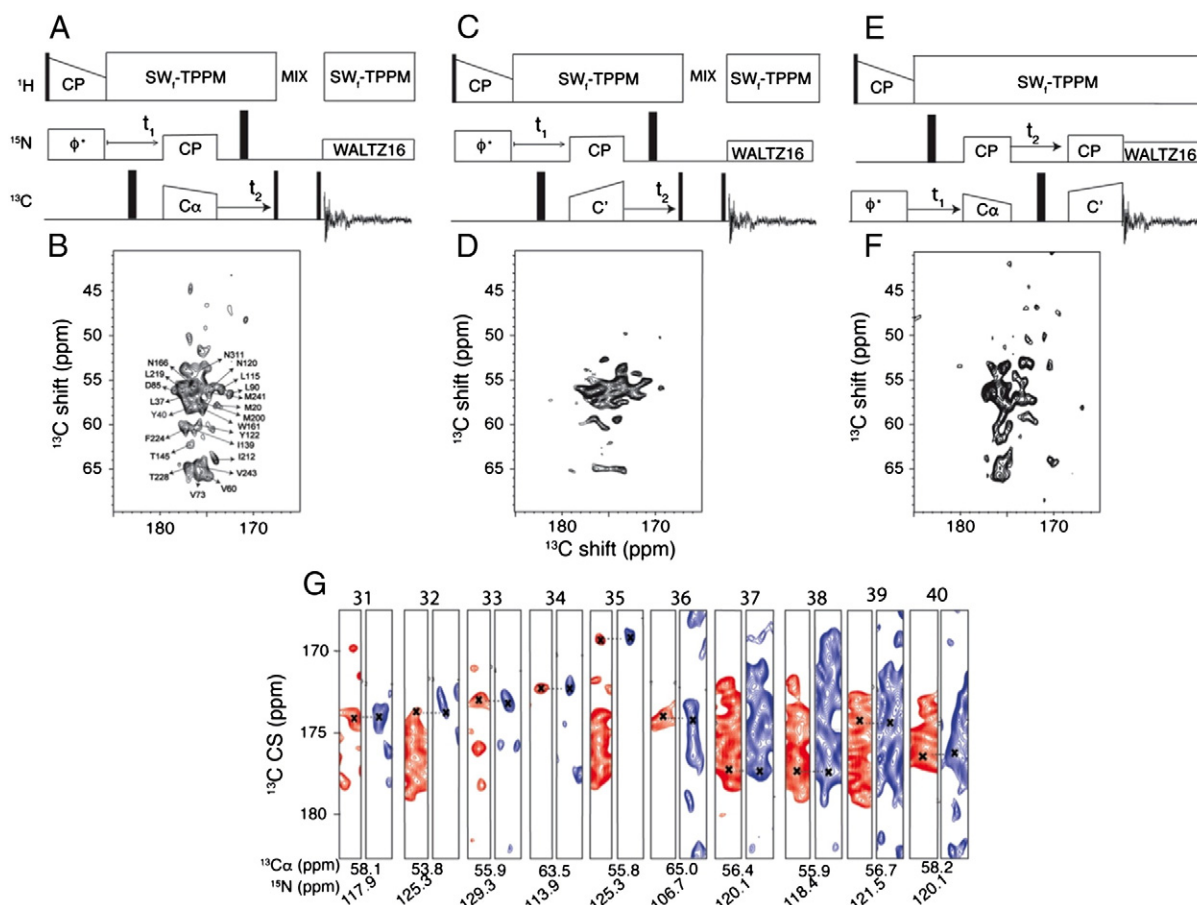 A
C
E
¹H
CP
SWf-TPPM
MIX
SWf-TPPM
CP
SWf-TPPM
MIX
SWf-TPPM
CP
SWf-TPPM
¹⁵N
ϕ*
t₁
CP
WALTZ16
ϕ*
t₁
CP
WALTZ16
CP
t₂
CP
WALTZ16
¹³C
Cα
t₂
C'
t₂
ϕ*
t₁
Cα
C'
B
D
F
¹³C shift (ppm)
45
50
55
60
65
180
170
N166
L219
D85
L37
Y40
F224
T145
T228
V73
N311
N120
L115
L90
M241
M20
M200
W161
Y122
I139
I212
V243
V60
¹³C shift (ppm)
45
50
55
60
65
180
170
¹³C shift (ppm)
¹³C shift (ppm)
45
50
55
60
65
180
170
G
31 32 33 34 35 36 37 38 39 40
¹³C CS (ppm)
170
175
180
¹³Cα (ppm) 58.1 53.8 55.9 63.5 55.8 65.0 56.4 55.9 56.7 58.2
¹⁵N (ppm) 117.9 125.3 129.3 113.9 125.3 106.7 120.1 118.4 121.5 120.1